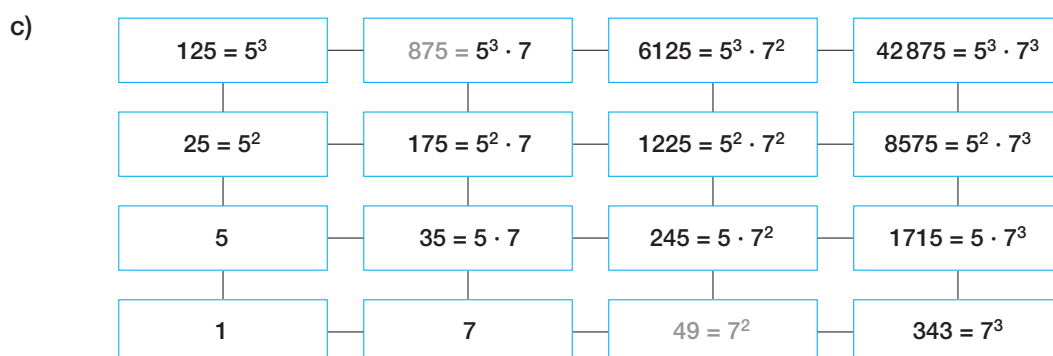 c)
125 = 5³ 875 = 5³ · 7 6125 = 5³ · 7² 42 875 = 5³ · 7³
25 = 5² 175 = 5² · 7 1225 = 5² · 7² 8575 = 5² · 7³
5 35 = 5 · 7 245 = 5 · 7² 1715 = 5 · 7³
1 7 49 = 7² 343 = 7³